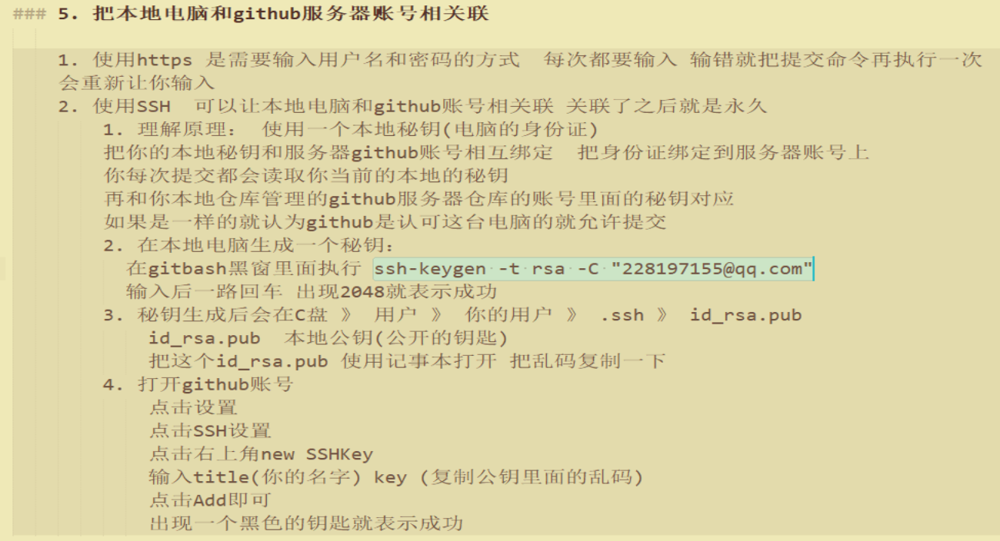 ### 5. 把本地电脑和github服务器账号相关联
1. 使用https 是需要输入用户名和密码的方式  每次都要输入 输错就把提交命令再执行一次
会重新让你输入
2. 使用SSH  可以让本地电脑和github账号相关联 关联了之后就是永久
1. 理解原理:  使用一个本地秘钥(电脑的身份证)
把你的本地秘钥和服务器github账号相互绑定  把身份证绑定到服务器账号上
你每次提交都会读取你当前的本地的秘钥
再和你本地仓库管理的github服务器仓库的账号里面的秘钥对应
如果是一样的就认为github是认可这台电脑的就允许提交
2. 在本地电脑生成一个秘钥:
在gitbash黑窗里面执行 ssh-keygen -t rsa -C "228197155@qq.com"
输入后一路回车 出现2048就表示成功
3. 秘钥生成后会在C盘 》 用户 》 你的用户 》 .ssh 》 id_rsa.pub
id_rsa.pub  本地公钥(公开的钥匙)
把这个id_rsa.pub 使用记事本打开 把乱码复制一下
4. 打开github账号
点击设置
点击SSH设置
点击右上角new SSHKey
输入title(你的名字) key (复制公钥里面的乱码)
点击Add即可
出现一个黑色的钥匙就表示成功